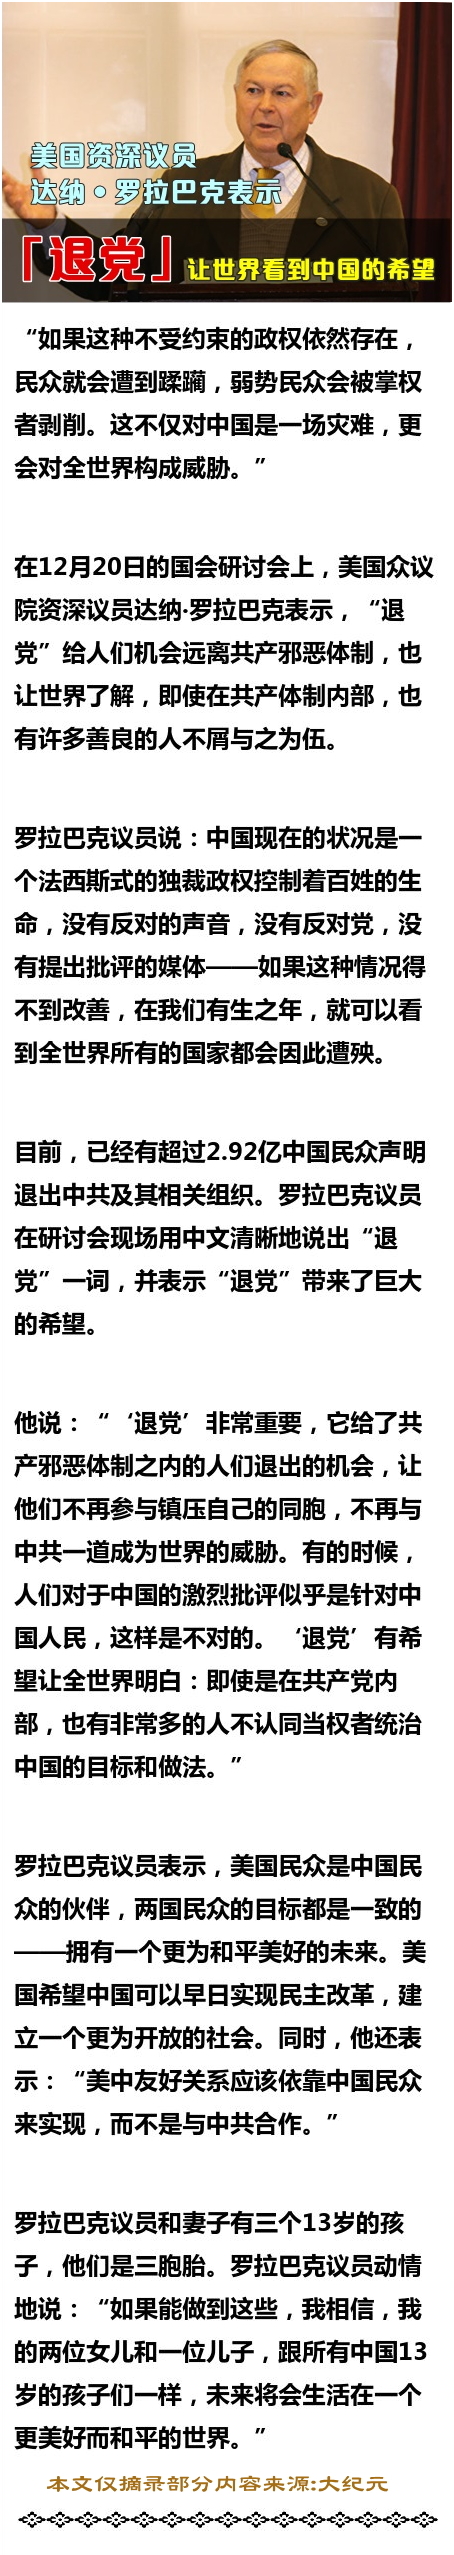 美国资深议员
达纳•罗拉巴克表示
「退党」让世界看到中国的希望
“如果这种不受约束的政权依然存在，
民众就会遭到蹂躏，弱势民众会被掌权
者剥削。这不仅对中国是一场灾难，更
会对全世界构成威胁。”
在12月20日的国会研讨会上，美国众议
院资深议员达纳·罗拉巴克表示，“退
党”给人们机会远离共产邪恶体制，也
让世界了解，即使在共产体制内部，也
有许多善良的人不屑与之为伍。
罗拉巴克议员说：中国现在的状况是一
个法西斯式的独裁政权控制着百姓的生
命，没有反对的声音，没有反对党，没
有提出批评的媒体——如果这种情况得
不到改善，在我们有生之年，就可以看
到全世界所有的国家都会因此遭殃。
目前，已经有超过2.92亿中国民众声明
退出中共及其相关组织。罗拉巴克议员
在研讨会现场用中文清晰地说出“退
党”一词，并表示“退党”带来了巨大
的希望。
他说：“‘退党’非常重要，它给了共
产邪恶体制之内的人们退出的机会，让
他们不再参与镇压自己的同胞，不再与
中共一道成为世界的威胁。有的时候，
人们对于中国的激烈批评似乎是针对中
国人民，这样是不对的。‘退党’有希
望让全世界明白：即使是在共产党内
部，也有非常多的人不认同当权者统治
中国的目标和做法。”
罗拉巴克议员表示，美国民众是中国民
众的伙伴，两国民众的目标都是一致的
——拥有一个更为和平美好的未来。美
国希望中国可以早日实现民主改革，建
立一个更为开放的社会。同时，他还表
示：“美中友好关系应该依靠中国民众
来实现，而不是与中共合作。”
罗拉巴克议员和妻子有三个13岁的孩
子，他们是三胞胎。罗拉巴克议员动情
地说：“如果能做到这些，我相信，我
的两位女儿和一位儿子，跟所有中国13
岁的孩子们一样，未来将会生活在一个
更美好而和平的世界。”
本文仅摘录部分内容来源:大纪元